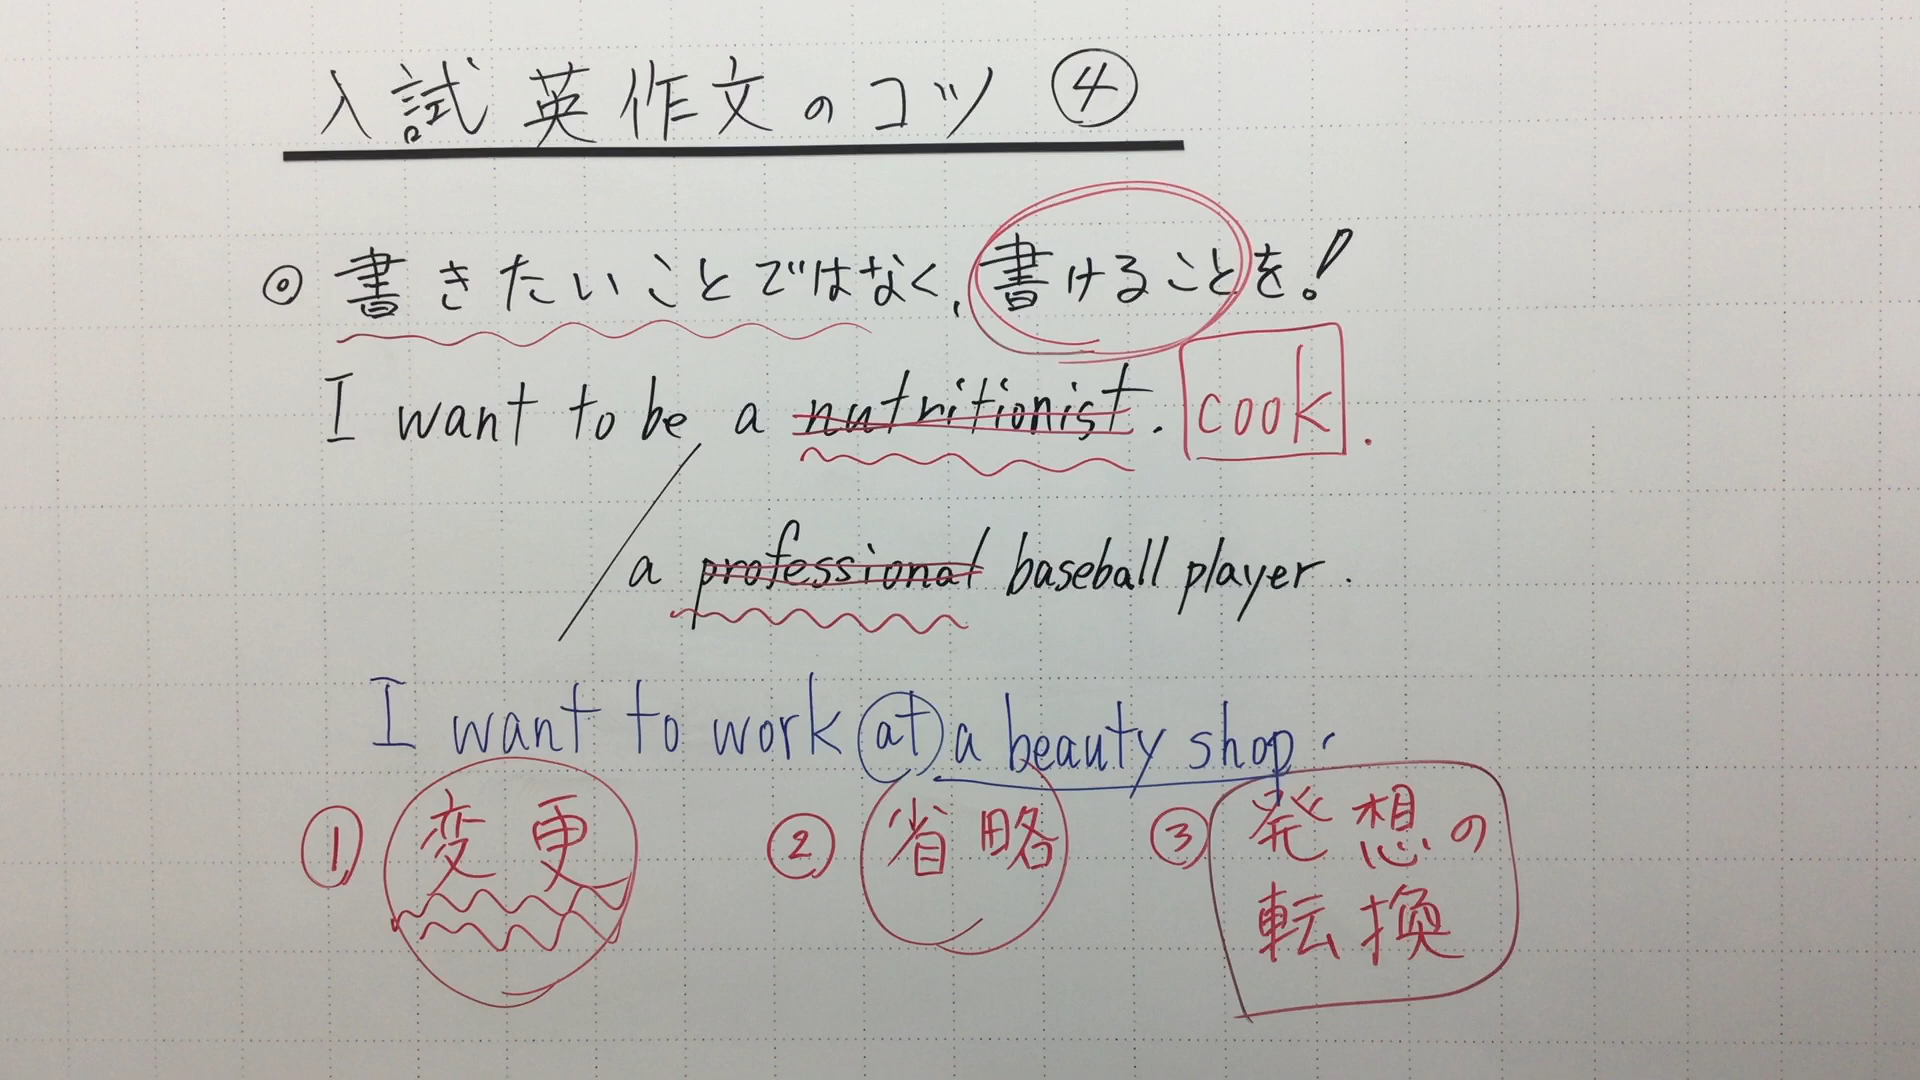 入試英作文のコツ ④
◎ 書きたいことではなく、書けることを!
I want to be a nutritionist. cook.
a professional baseball player.
I want to work at a beauty shop.
① 変更 ② 省略 ③ 発想の
転換